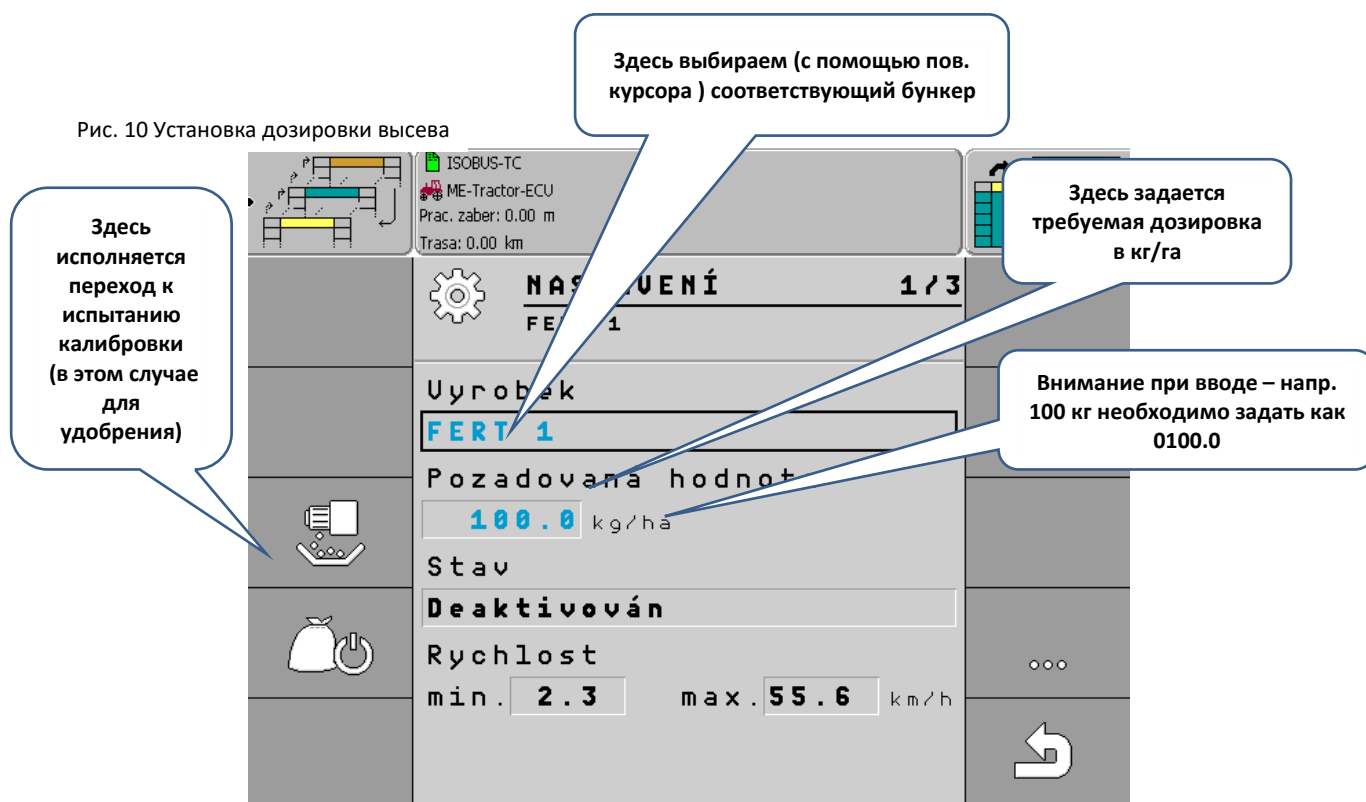 Здесь выбираем (с помощью пов.
курсора ) соответствующий бункер
Рис. 10 Установка дозировки высева
ISOBUS-TC
ME-Tractor-ECU
Prac. zaber: 0.00 m
Trasa: 0.00 km
Здесь
исполняется
переход к
испытанию
калибровки
(в этом случае
для
удобрения)
Здесь задается
требуемая дозировка
в кг/га
1/3
1
Внимание при вводе – напр.
100 кг необходимо задать как
0100.0
Vyrobek
FERT 1
Pozadovana
100.0 kg/ha
Stav
Deaktivován
Rychlost
min. 2.3 max. 55.6 km/h